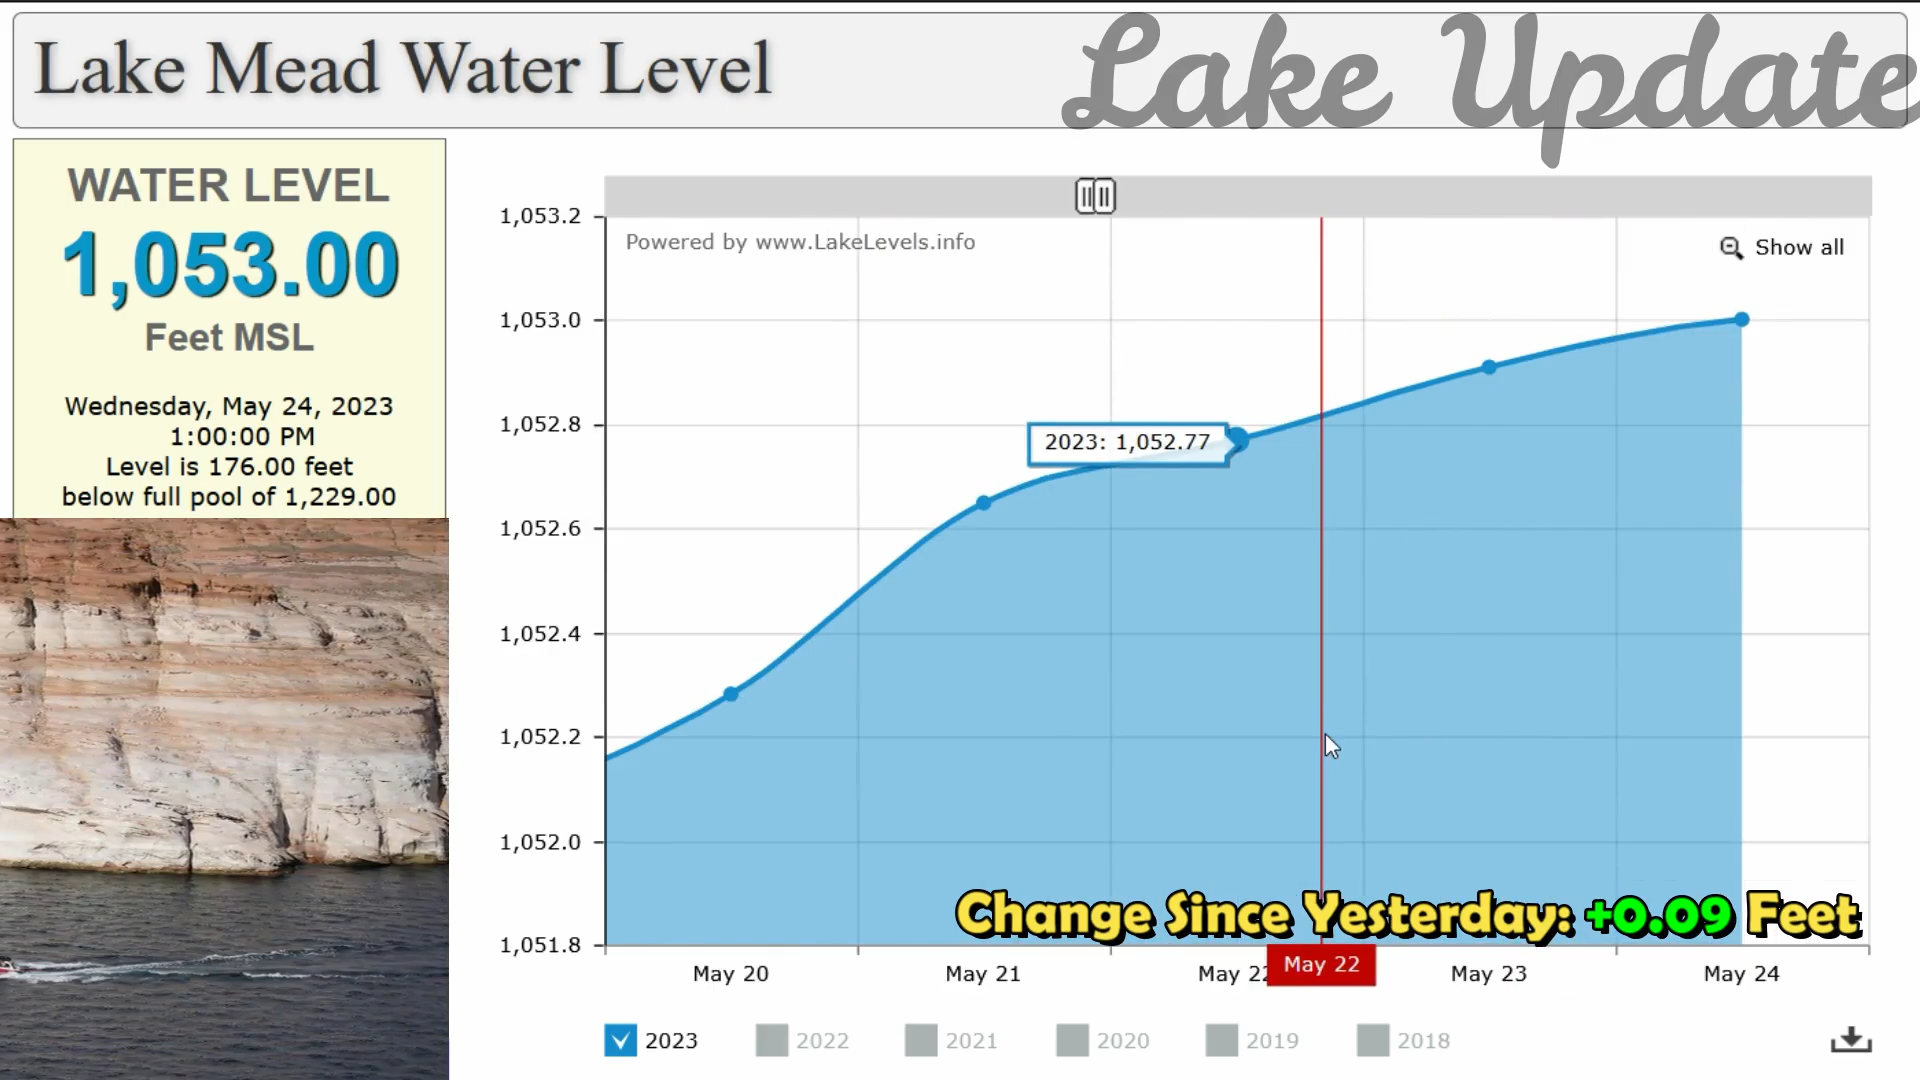 Lake Mead Water Level
Lake Update
WATER LEVEL
1,053.00
Feet MSL
Wednesday, May 24, 2023
1:00:00 PM
Level is 176.00 feet
below full pool of 1,229.00
Powered by www.LakeLevels.info
Show all
1,053.2
1,053.0
1,052.8
1,052.6
1,052.4
1,052.2
1,052.0
1,051.8
2023: 1,052.77
Change Since Yesterday: +0.09 Feet
May 20
May 21
May 22
May 22
May 23
May 24
2023
2022
2021
2020
2019
2018